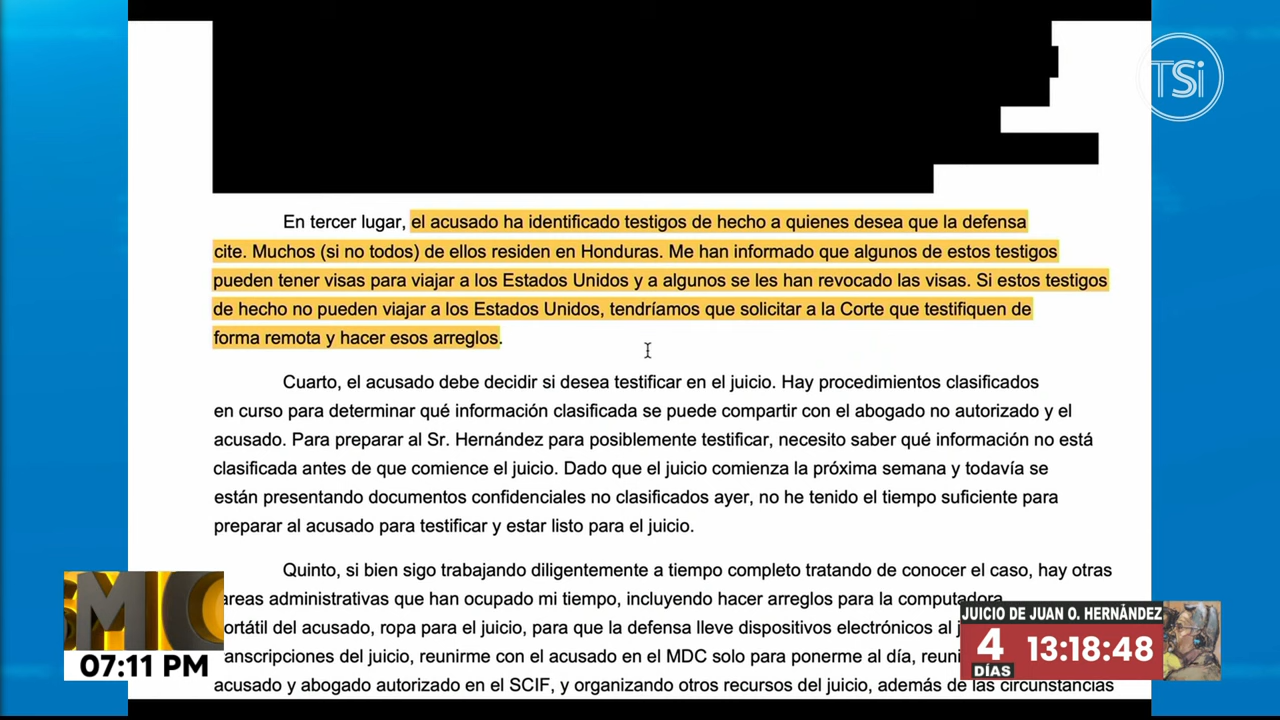 TSi
En tercer lugar, el acusado ha identificado testigos de hecho a quienes desea que la defensa
cite. Muchos (si no todos) de ellos residen en Honduras. Me han informado que algunos de estos testigos
pueden tener visas para viajar a los Estados Unidos y a algunos se les han revocado las visas. Si estos testigos
de hecho no pueden viajar a los Estados Unidos, tendríamos que solicitar a la Corte que testifiquen de
forma remota y hacer esos arreglos.
Cuarto, el acusado debe decidir si desea testificar en el juicio. Hay procedimientos clasificados
en curso para determinar qué información clasificada se puede compartir con el abogado no autorizado y el
acusado. Para preparar al Sr. Hernández para posiblemente testificar, necesito saber qué información no está
clasificada antes de que comience el juicio. Dado que el juicio comienza la próxima semana y todavía se
están presentando documentos confidenciales no clasificados ayer, no he tenido el tiempo suficiente para
preparar al acusado para testificar y estar listo para el juicio.
Quinto, si bien sigo trabajando diligentemente a tiempo completo tratando de conocer el caso, hay otras
areas administrativas que han ocupado mi tiempo, incluyendo hacer arreglos para la computadora
ortátil del acusado, ropa para el juicio, para que la defensa lleve dispositivos electrónicos al j
ranscripciones del juicio, reunirme con el acusado en el MDC solo para ponerme al día, reuni
acusado y abogado autorizado en el SCIF, y organizando otros recursos del juicio, además de las circunstancias
MC
07:11 PM
JUICIO DE JUAN O. HERNÁNDEZ
4
DÍAS
13:18:48